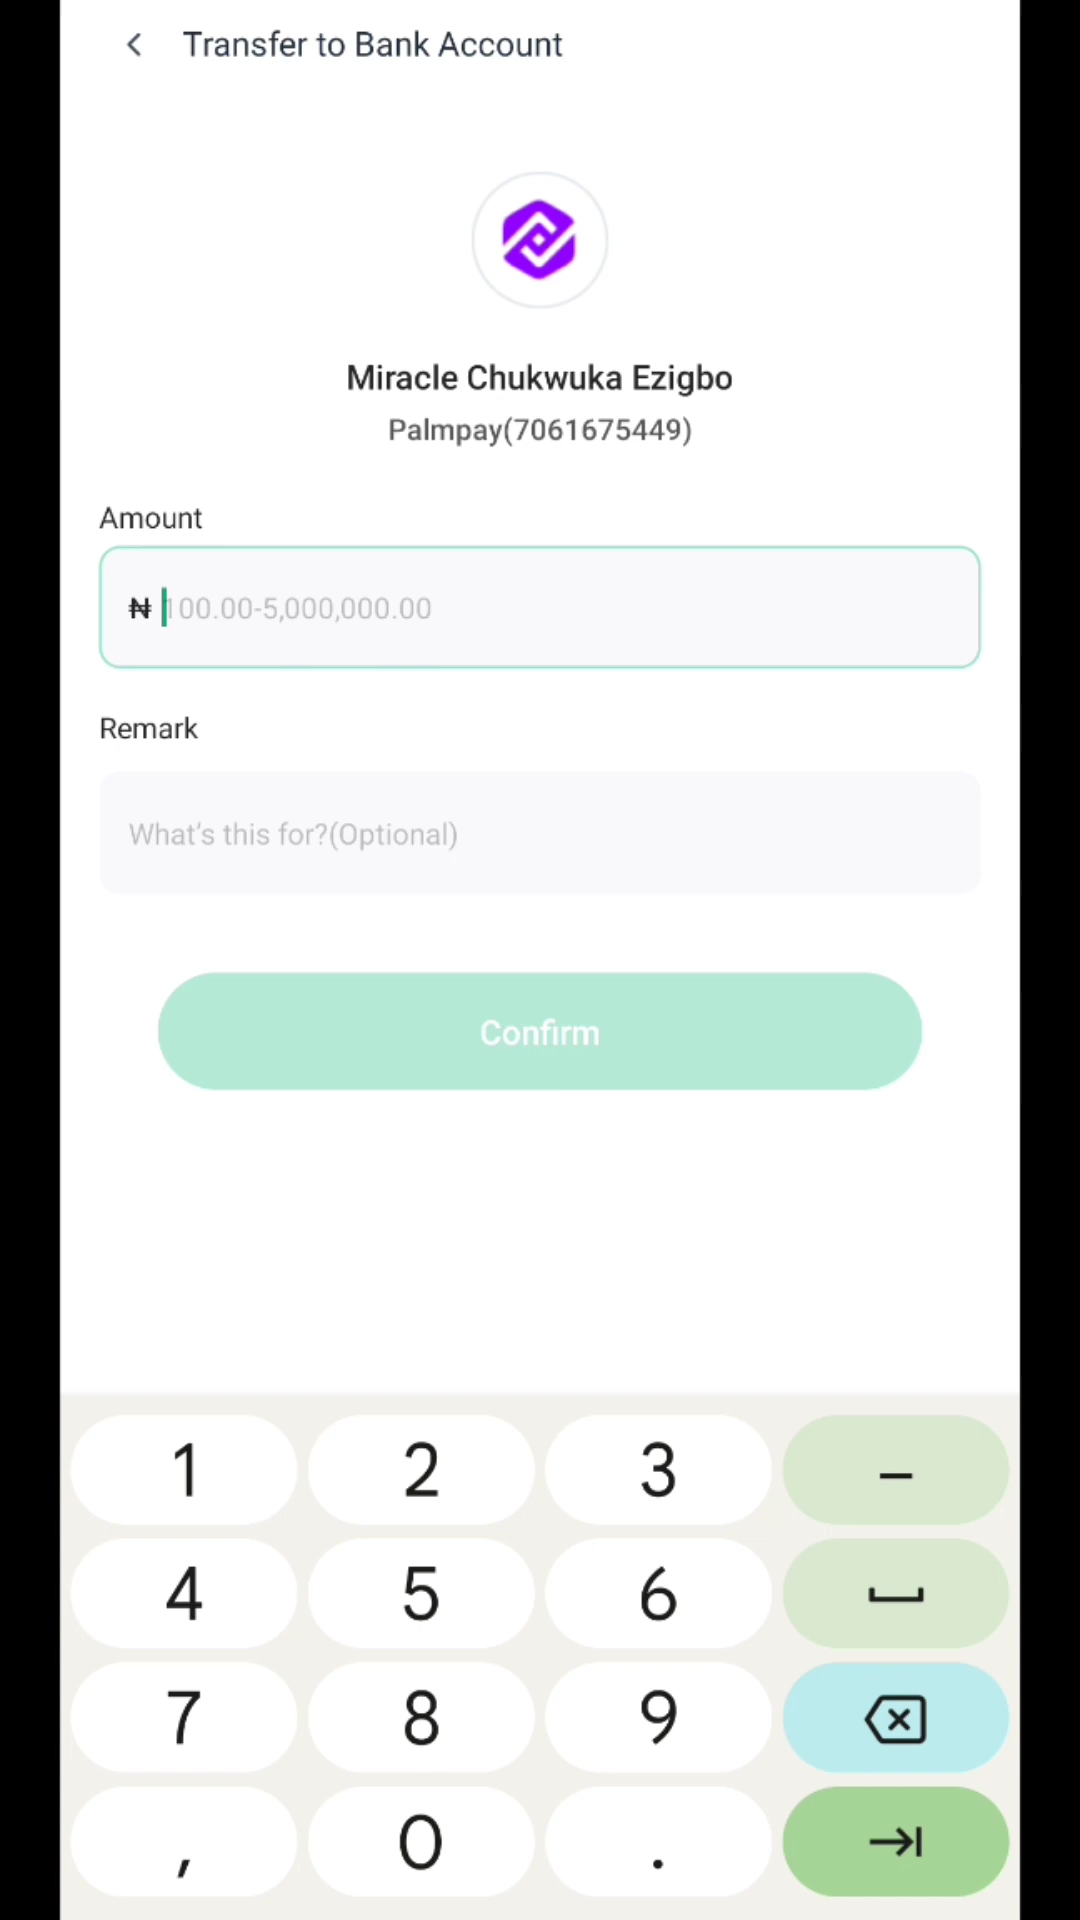 Transfer to Bank Account
Miracle Chukwuka Ezigbo
Palmpay(7061675449)
Amount
₦ 100.00-5,000,000.00
Remark
What's this for?(Optional)
Confirm
1 2 3 –
4 5 6
7 8 9
, 0 .